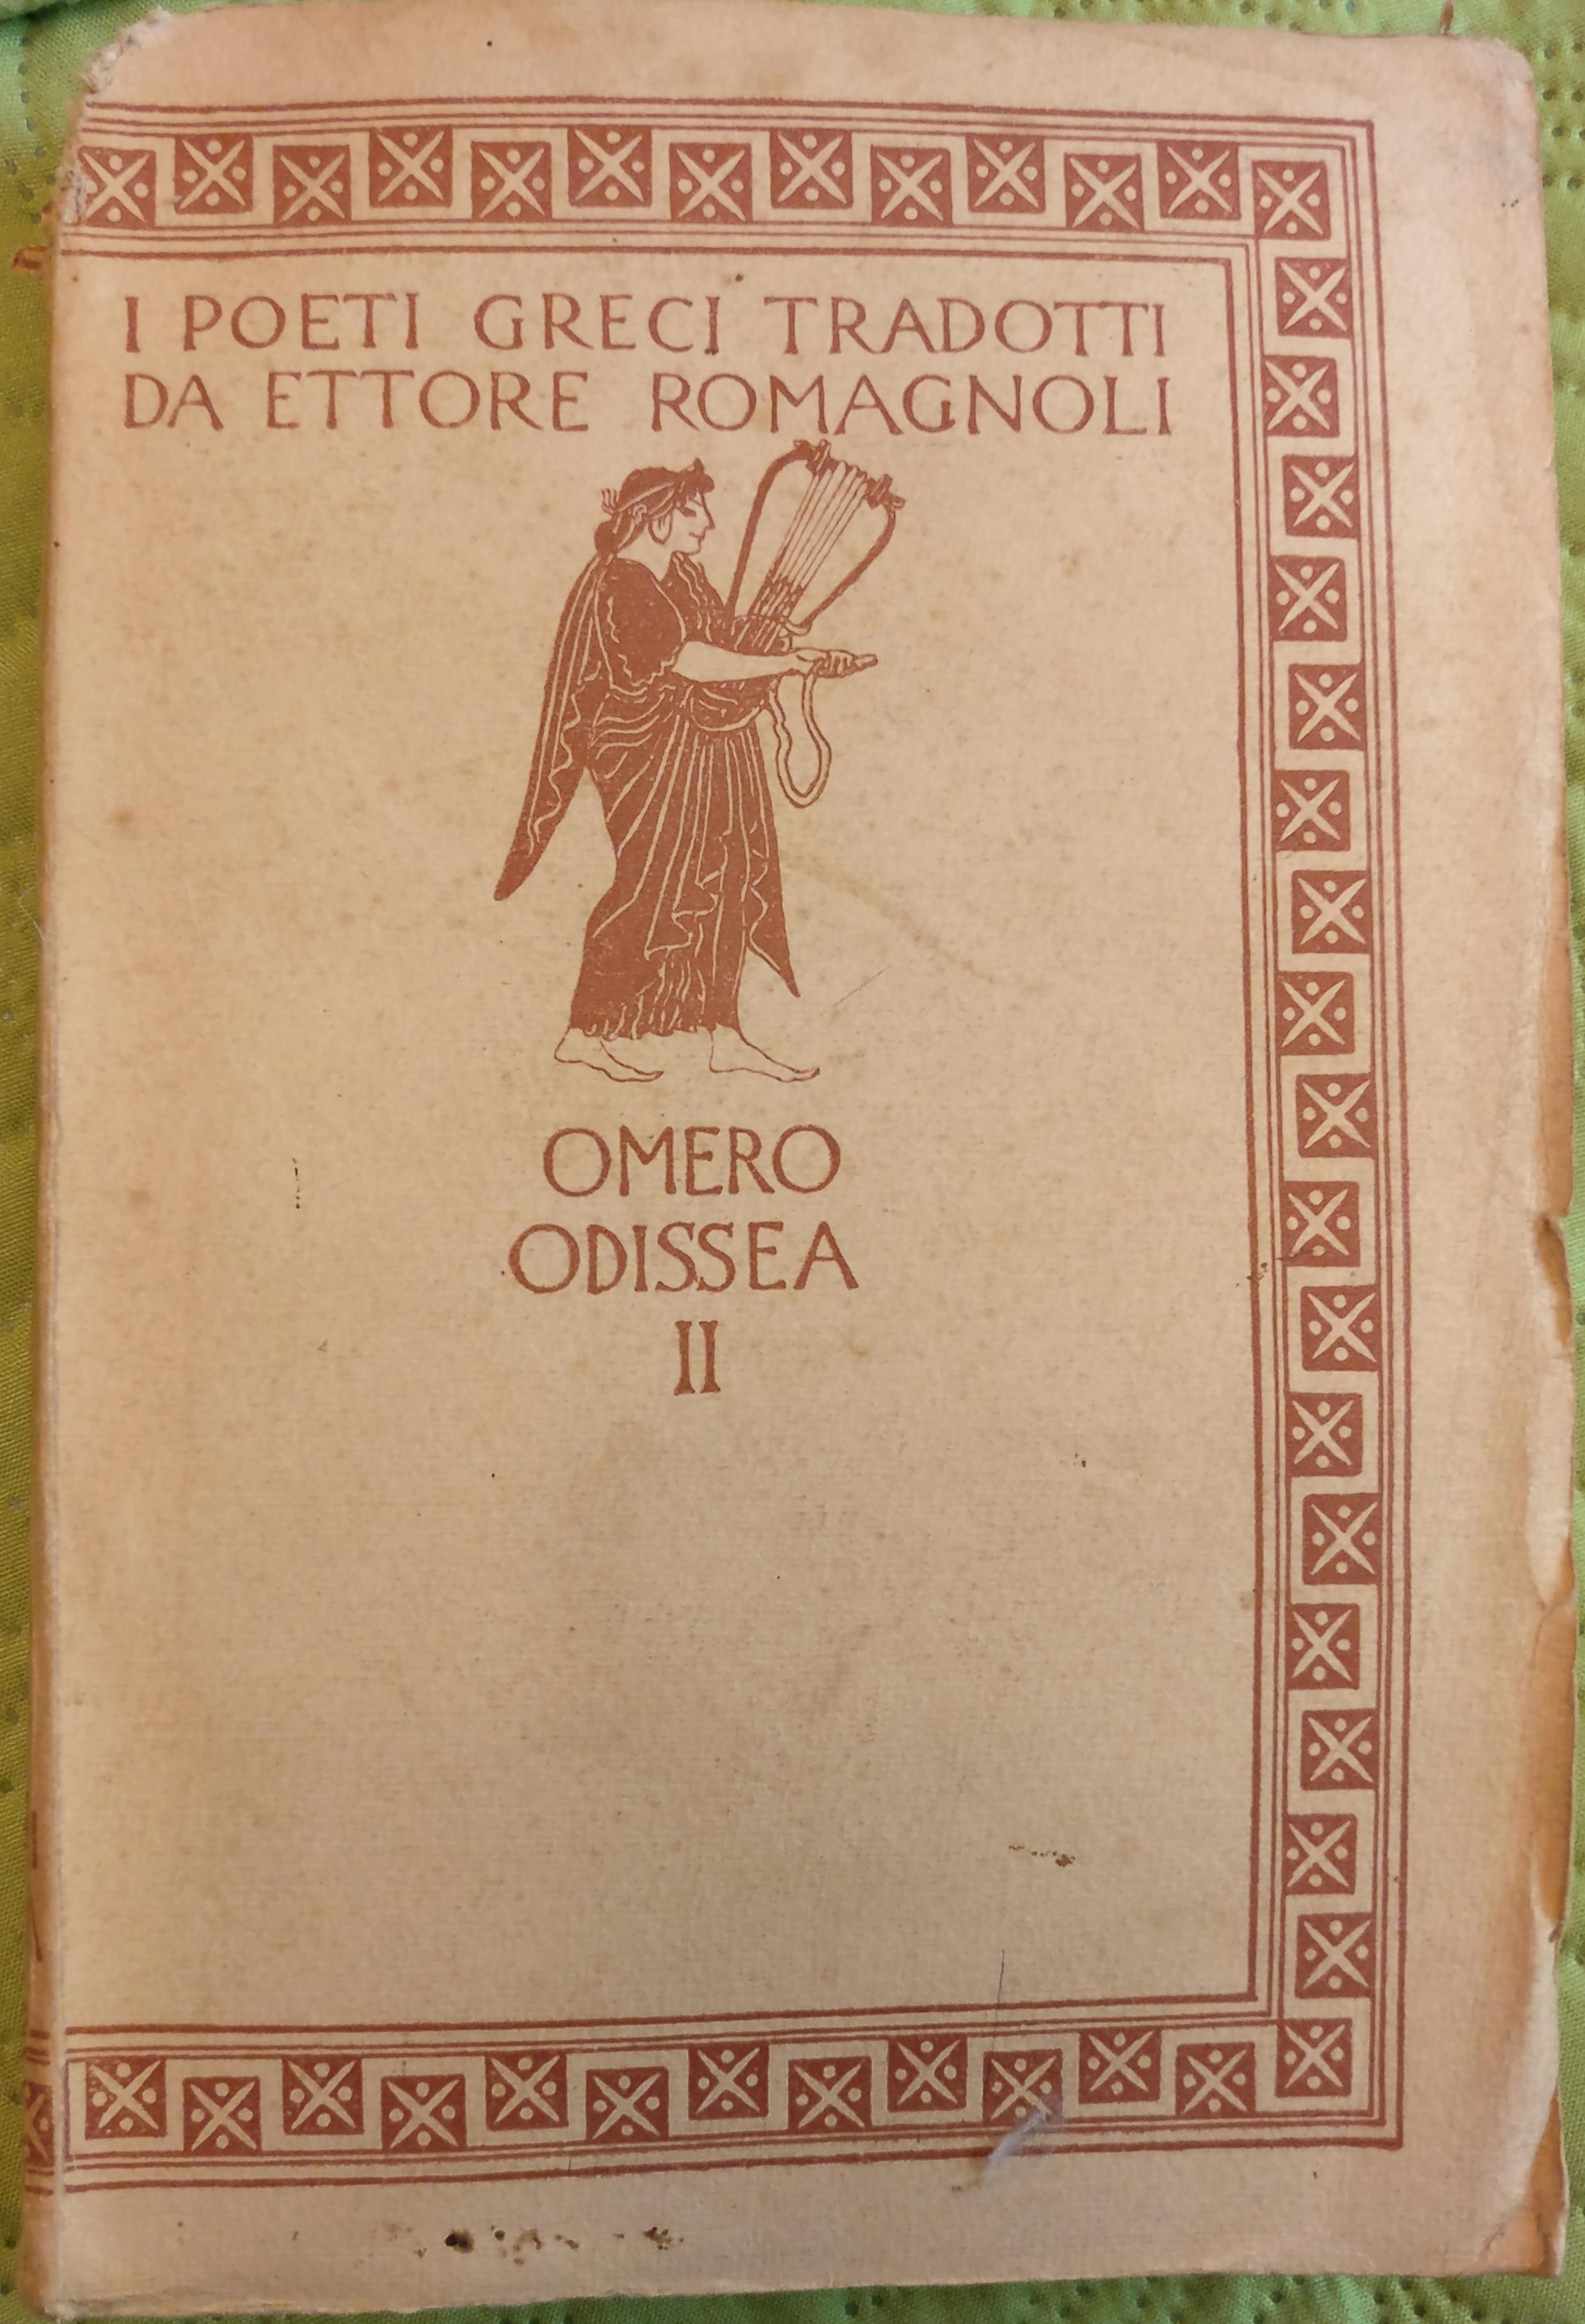 I POETI GRECI TRADOTTI
DA ETTORE ROMAGNOLI
OMERO
ODISSEA
II